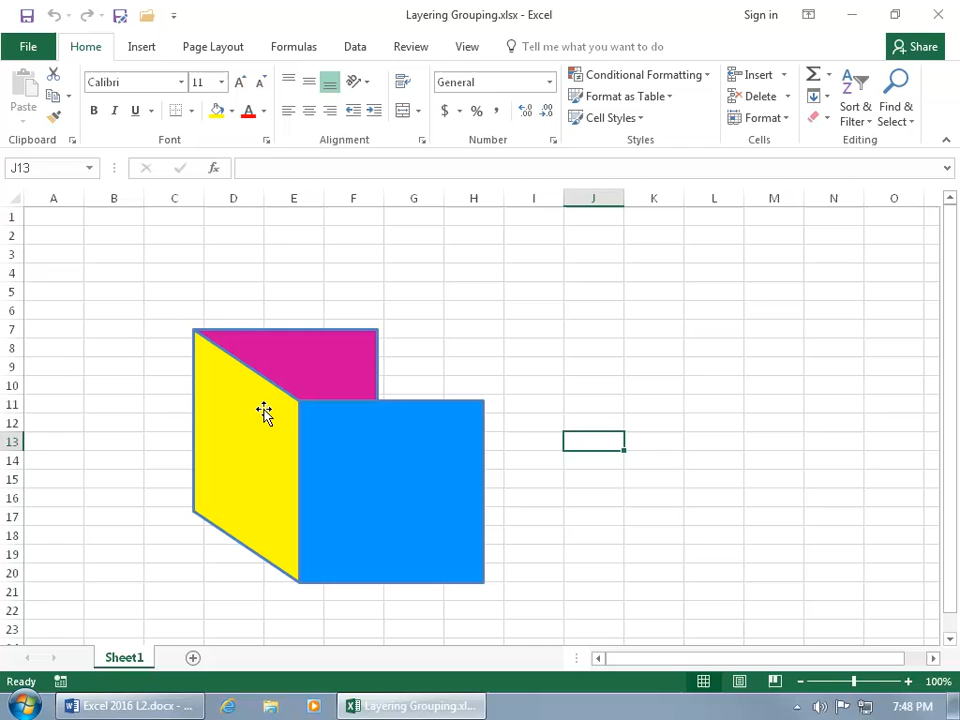 Layering Grouping.xlsx - Excel
Sign in
File Home Insert Page Layout Formulas Data Review View Tell me what you want to do Share
Paste
Calibri 11
B I U A
General
$ % ,
Conditional Formatting
Format as Table
Cell Styles
Insert
Delete
Format
Sort & Filter
Find & Select
Clipboard Font Alignment Number Styles Cells Editing
J13 fx
A B C D E F G H I J K L M N O
1
2
3
4
5
6
7
8
9
10
11
12
13
14
15
16
17
18
19
20
21
22
23
Sheet1
Ready 100%
Excel 2016 L2.docx - ... Layering Grouping.xl... 7:48 PM